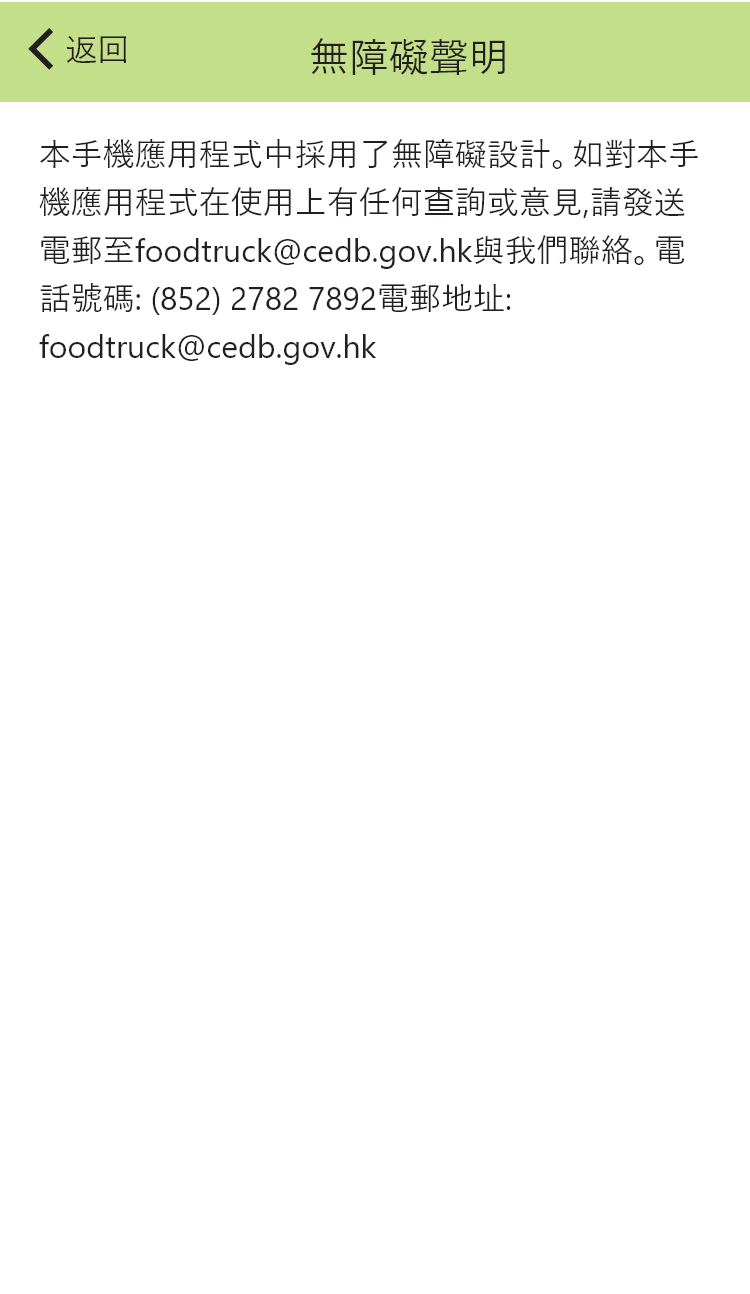 返回
無障礙聲明
本手機應用程式中採用了無障礙設計。如對本手
機應用程式在使用上有任何查詢或意見,請發送
電郵至foodtruck@cedb.gov.hk與我們聯絡。電
話號碼: (852) 2782 7892電郵地址:
foodtruck@cedb.gov.hk